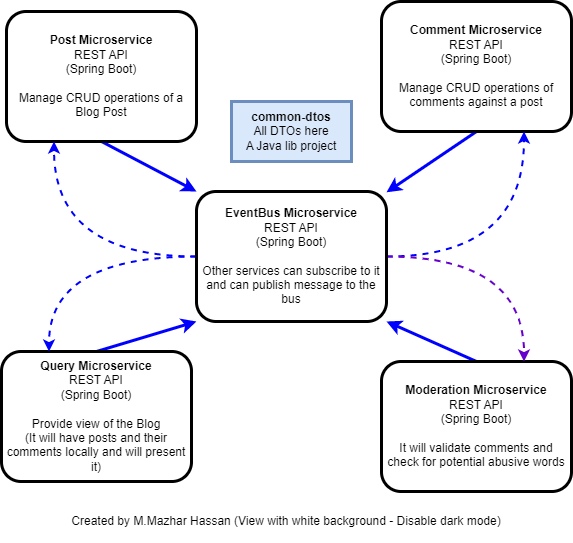 Post Microservice
REST API
(Spring Boot)
Manage CRUD operations of a
Blog Post
Comment Microservice
REST API
(Spring Boot)
Manage CRUD operations of
comments against a post
common-dtos
All DTOs here
A Java lib project
EventBus Microservice
REST API
(Spring Boot)
Other services can subscribe to it
and can publish message to the
bus
Query Microservice
REST API
(Spring Boot)
Provide view of the Blog
(It will have posts and their
comments locally and will present
it)
Moderation Microservice
REST API
(Spring Boot)
It will validate comments and
check for potential abusive words
Created by M.Mazhar Hassan (View with white background - Disable dark mode)